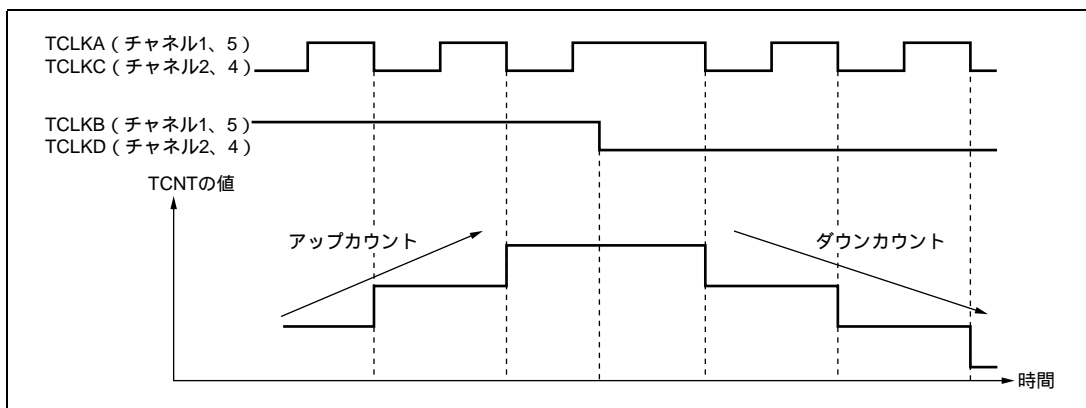 TCLKA(チャネル1、5)
TCLKC(チャネル2、4)
TCLKB(チャネル1、5)
TCLKD(チャネル2、4)
TCNTの値
アップカウント
ダウンカウント
時間